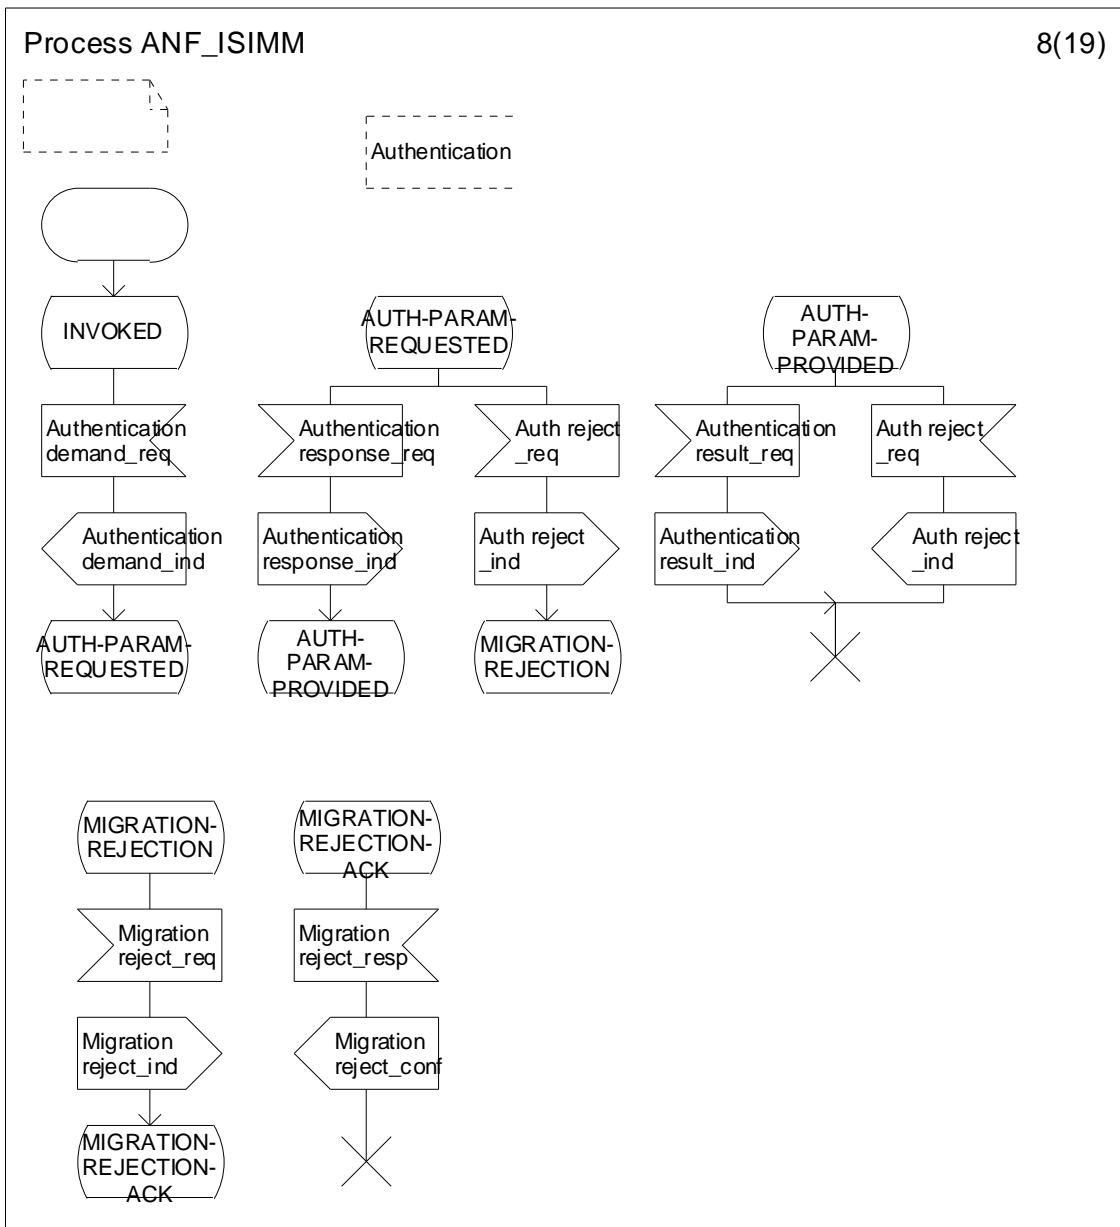 Process ANF_ISIMM
8(19)
Authentication
INVOKED
AUTH-PARAM-
REQUESTED
AUTH-
PARAM-
PROVIDED
Authentication
demand_req
Authentication
response_req
Auth reject
_req
Authentication
result_req
Auth reject
_req
Authentication
demand_ind
Authentication
response_ind
Auth reject
_ind
Authentication
result_ind
Auth reject
_ind
AUTH-PARAM-
REQUESTED
AUTH-
PARAM-
PROVIDED
MIGRATION-
REJECTION
MIGRATION-
REJECTION
MIGRATION-
REJECTION-
ACK
Migration
reject_req
Migration
reject_resp
Migration
reject_ind
Migration
reject_conf
MIGRATION-
REJECTION-
ACK